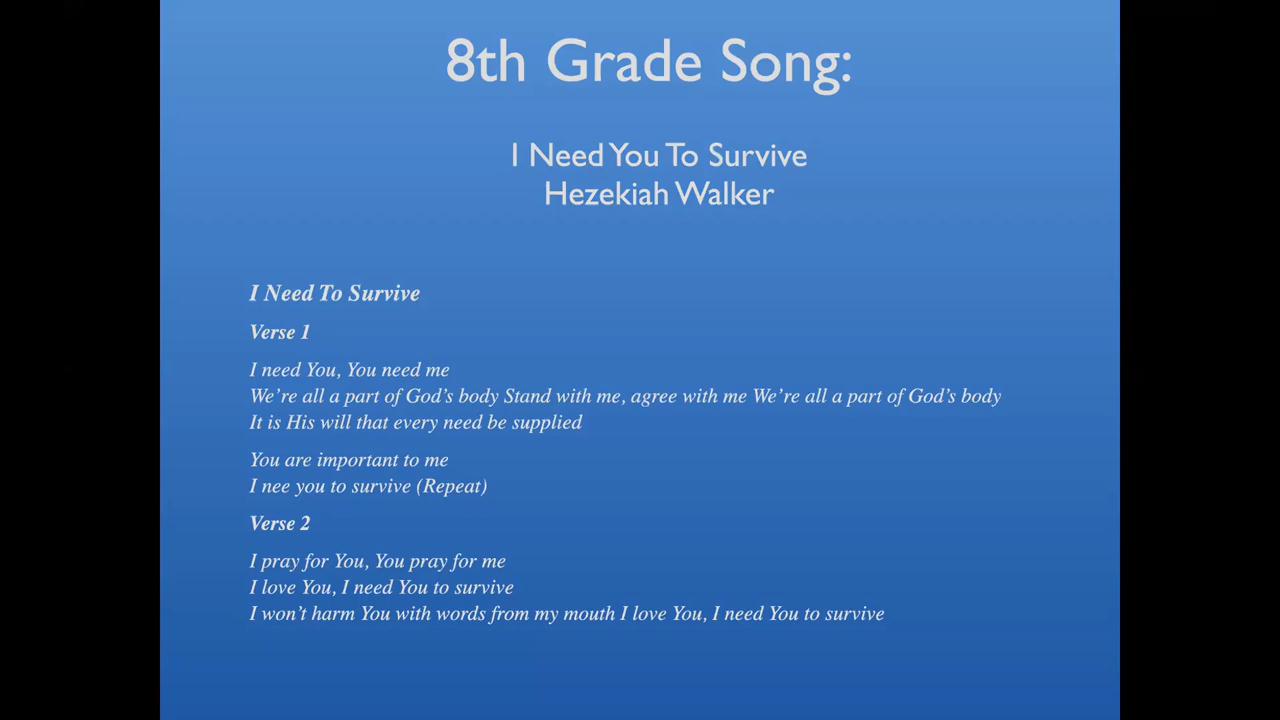 8th Grade Song:
I Need You To Survive
Hezekiah Walker
I Need To Survive
Verse 1
I need You, You need me
We’re all a part of God’s body Stand with me, agree with me We’re all a part of God’s body
It is His will that every need be supplied
You are important to me
I nee you to survive (Repeat)
Verse 2
I pray for You, You pray for me
I love You, I need You to survive
I won’t harm You with words from my mouth I love You, I need You to survive